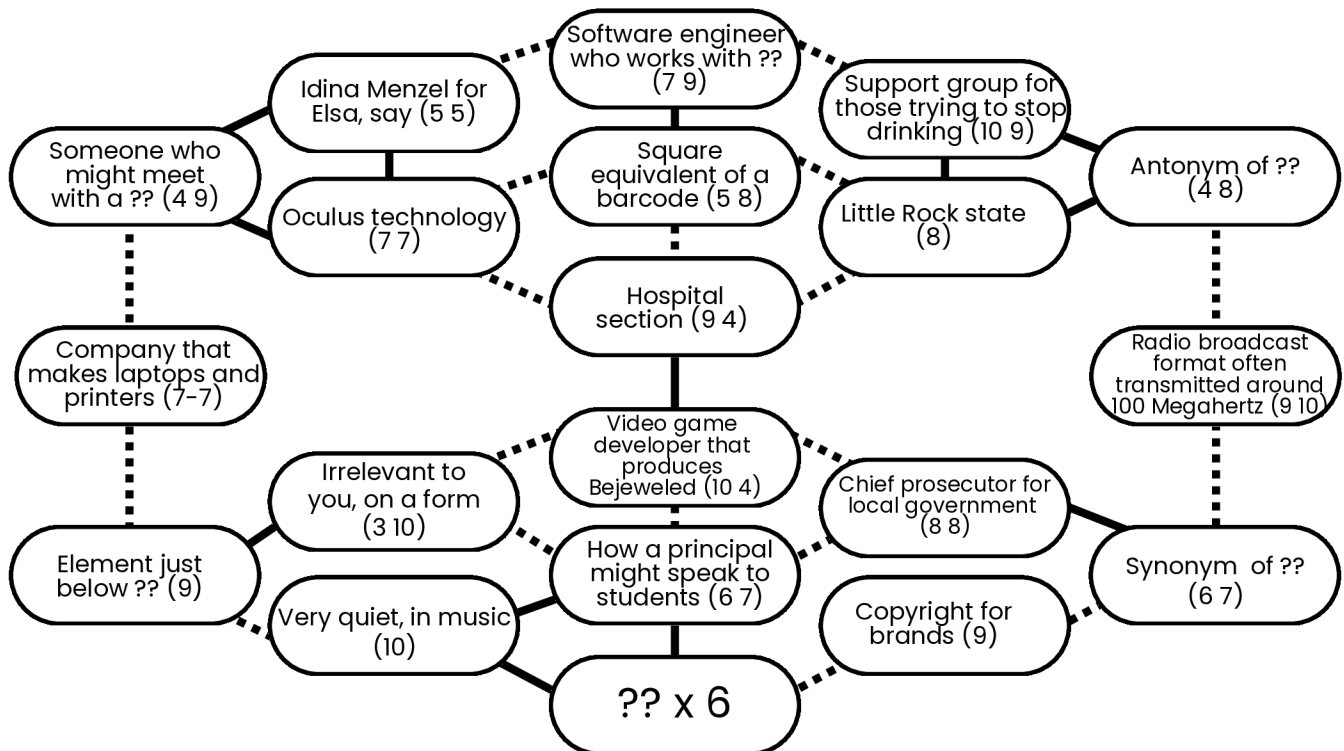 Software engineer
who works with ??
(7 9)
Idina Menzel for
Elsa, say (5 5)
Support group for
those trying to stop
drinking (10 9)
Someone who
might meet
with a ?? (4 9)
Square
equivalent of a
barcode (5 8)
Antonym of ??
(4 8)
Oculus technology
(7 7)
Little Rock state
(8)
Hospital
section (9 4)
Company that
makes laptops and
printers (7-7)
Radio broadcast
format often
transmitted around
100 Megahertz (9 10)
Video game
developer that
produces
Bejeweled (10 4)
Irrelevant to
you, on a form
(3 10)
Chief prosecutor for
local government
(8 8)
Element just
below ?? (9)
How a principal
might speak to
students (6 7)
Synonym of ??
(6 7)
Very quiet, in music
(10)
Copyright for
brands (9)
?? x 6